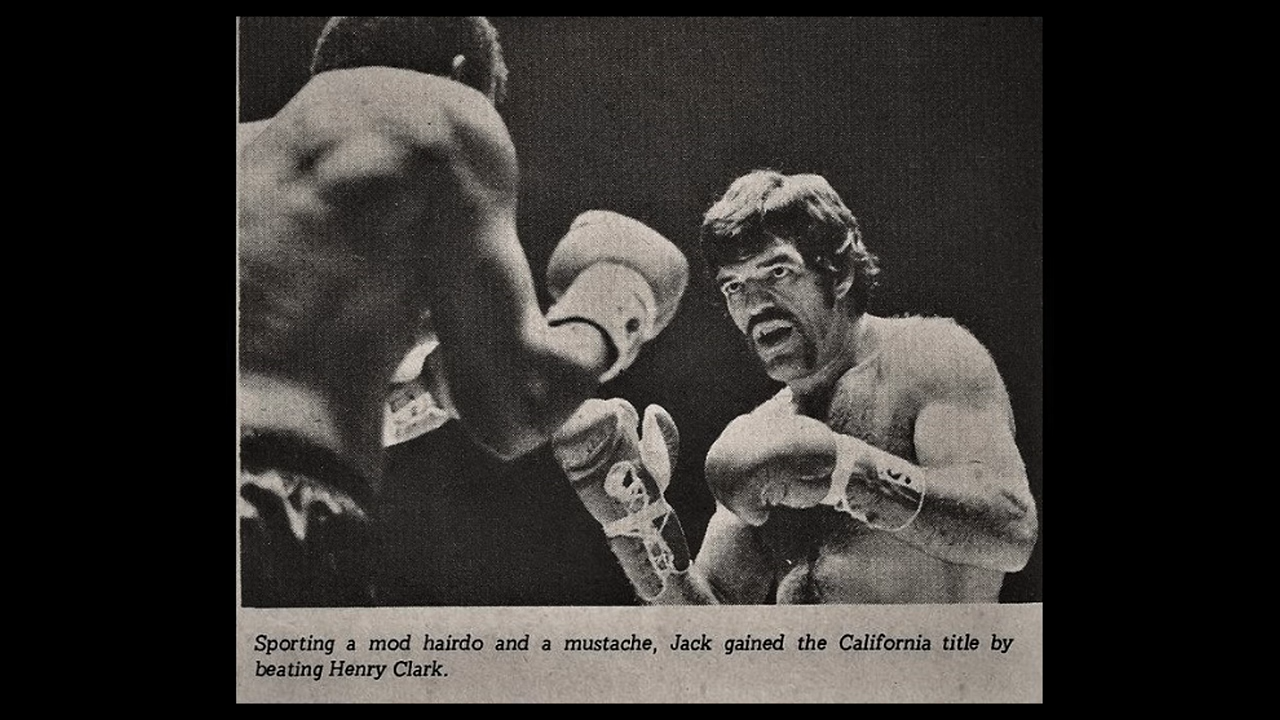 Sporting a mod hairdo and a mustache, Jack gained the California title by
beating Henry Clark.